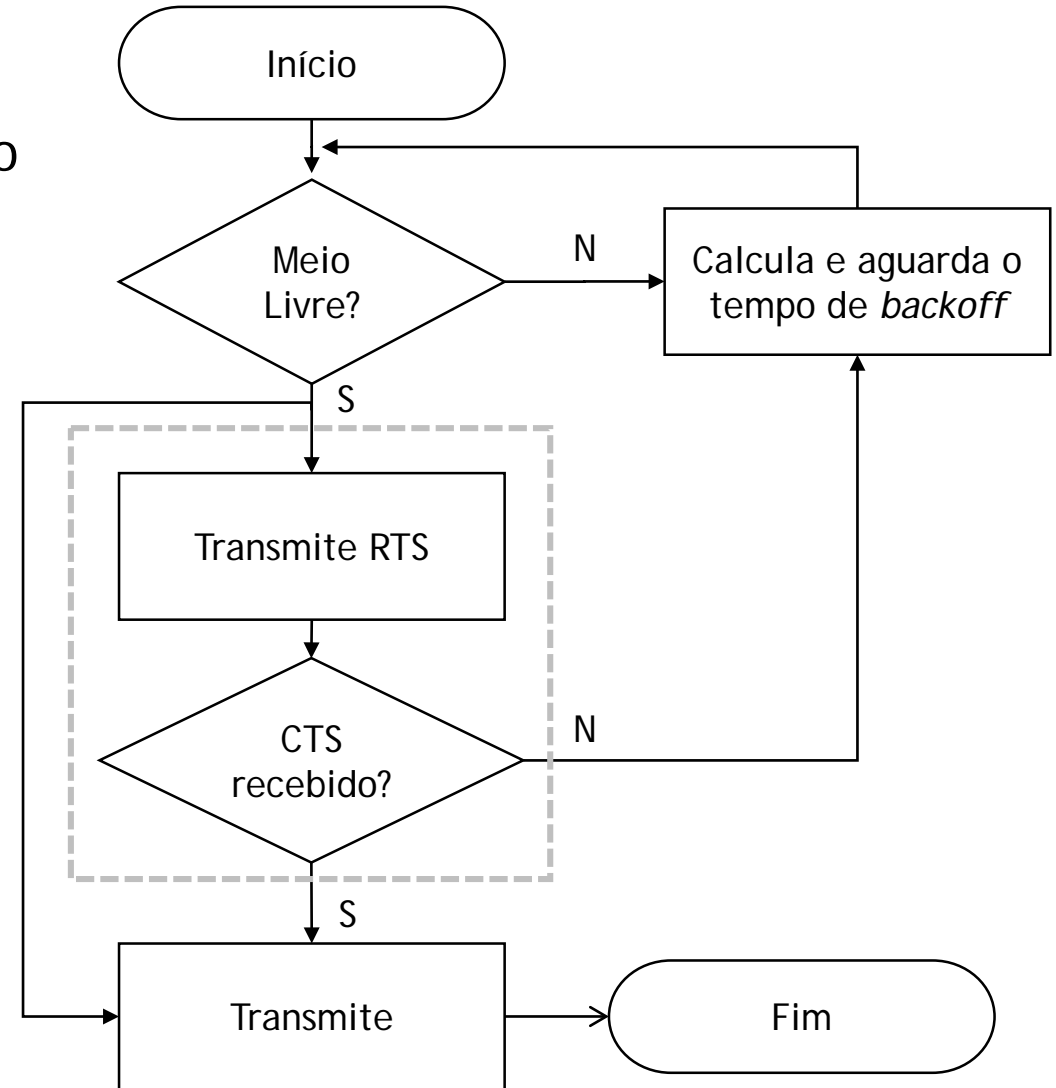 Início
o
Meio
Livre?
N
Calcula e aguarda o
tempo de backoff
S
Transmite RTS
CTS
recebido?
N
S
Transmite
Fim